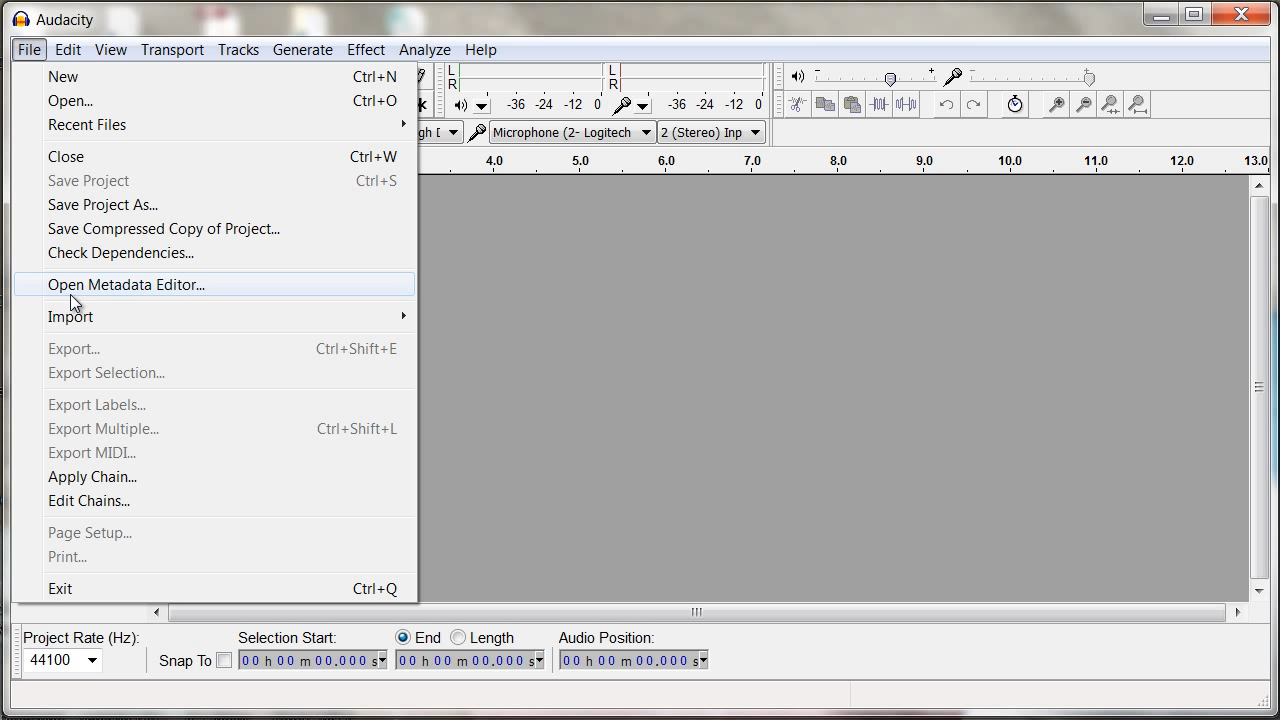 Audacity
File Edit View Transport Tracks Generate Effect Analyze Help
New Ctrl+N
Open... Ctrl+O
Recent Files
Close Ctrl+W
Save Project Ctrl+S
Save Project As...
Save Compressed Copy of Project...
Check Dependencies...
Open Metadata Editor...
Import
Export... Ctrl+Shift+E
Export Selection...
Export Labels...
Export Multiple... Ctrl+Shift+L
Export MIDI...
Apply Chain...
Edit Chains...
Page Setup...
Print...
Exit Ctrl+Q
L L
R R
-36 -24 -12 0 -36 -24 -12 0
- + - +
Microphone (2- Logitech 2 (Stereo) Inp
4.0 5.0 6.0 7.0 8.0 9.0 10.0 11.0 12.0 13.0
Project Rate (Hz): Selection Start: End Length Audio Position:
44100 Snap To 00 h 00 m 00.000 s 00 h 00 m 00.000 s 00 h 00 m 00.000 s